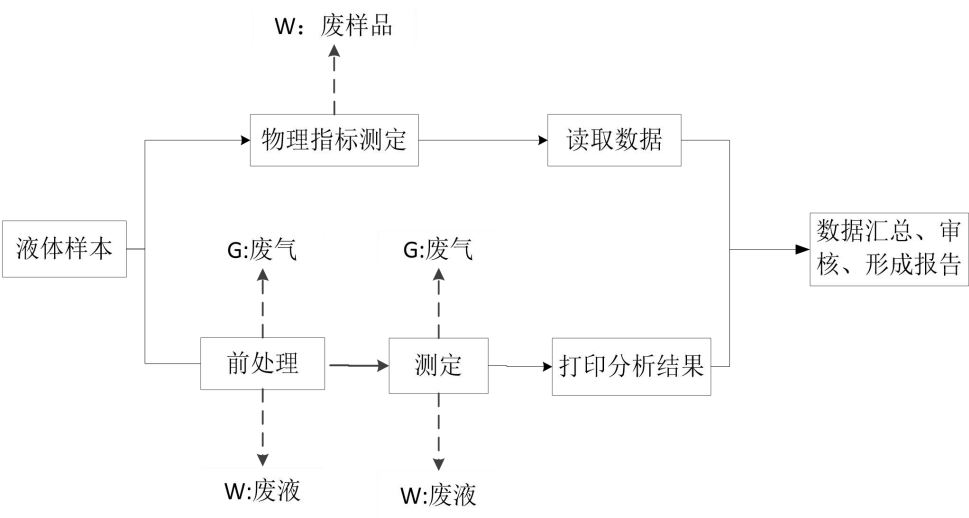 W：废样品
物理指标测定
读取数据
液体样本
G:废气
G:废气
数据汇总、审
核、形成报告
前处理
测定
打印分析结果
W:废液
W:废液